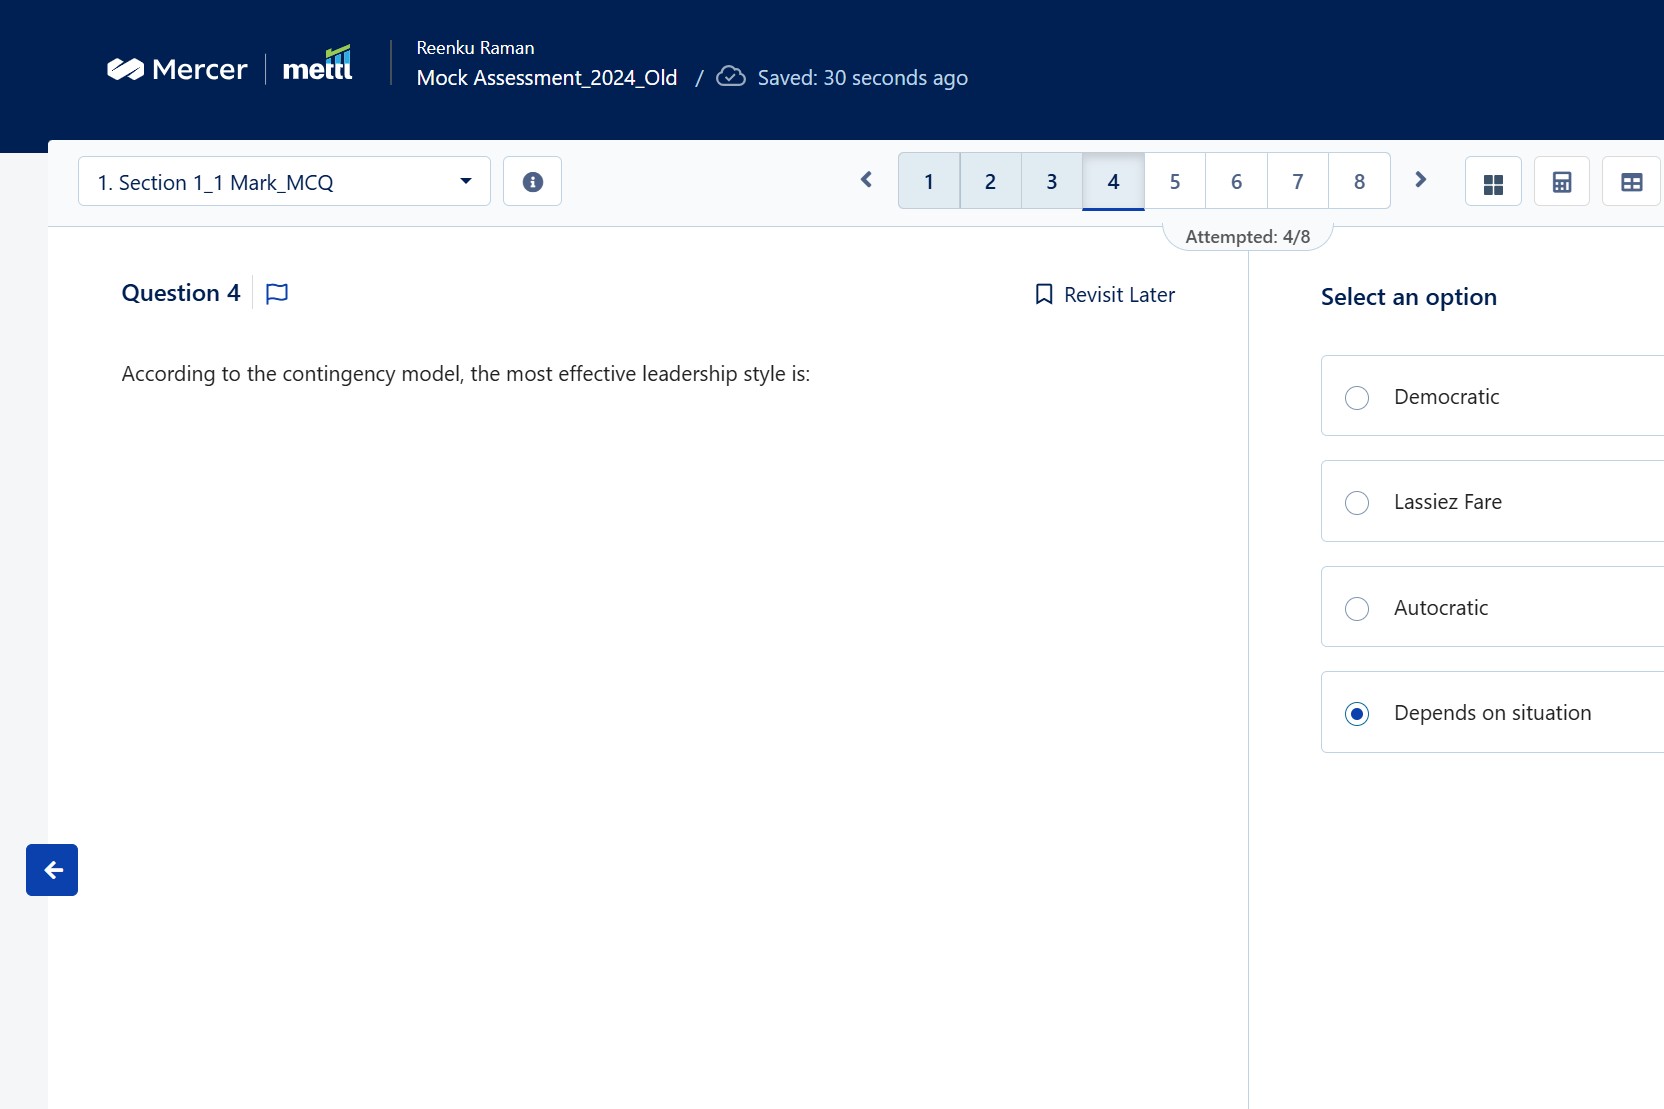 Mercer
mettl
Reenku Raman
Mock Assessment_2024_Old / Saved: 30 seconds ago
1. Section 1_1 Mark_MCQ
1 2 3 4 5 6 7 8
Attempted: 4/8
Question 4
Revisit Later
According to the contingency model, the most effective leadership style is:
Select an option
Democratic
Lassiez Fare
Autocratic
Depends on situation